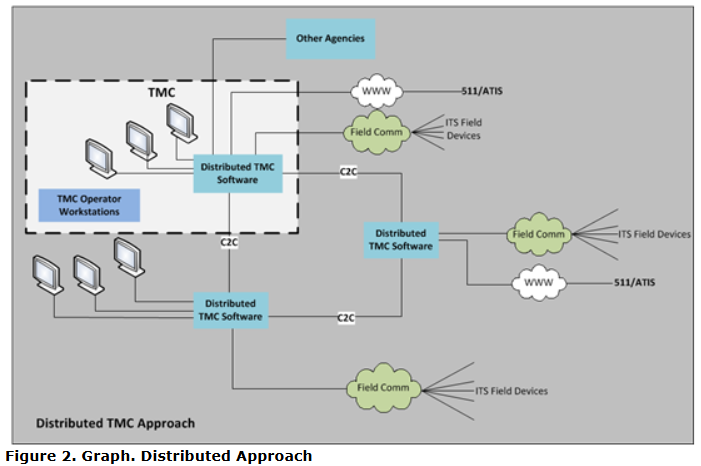 Other Agencies
TMC
WWW
511/ATIS
Field Comm
ITS Field
Devices
Distributed TMC
Software
C2C
TMC Operator
Workstations
Distributed
TMC Software
Field Comm
ITS Field Devices
C2C
WWW
511/ATIS
Distributed
TMC Software
C2C
Field Comm
ITS Field Devices
Distributed TMC Approach
Figure 2. Graph. Distributed Approach